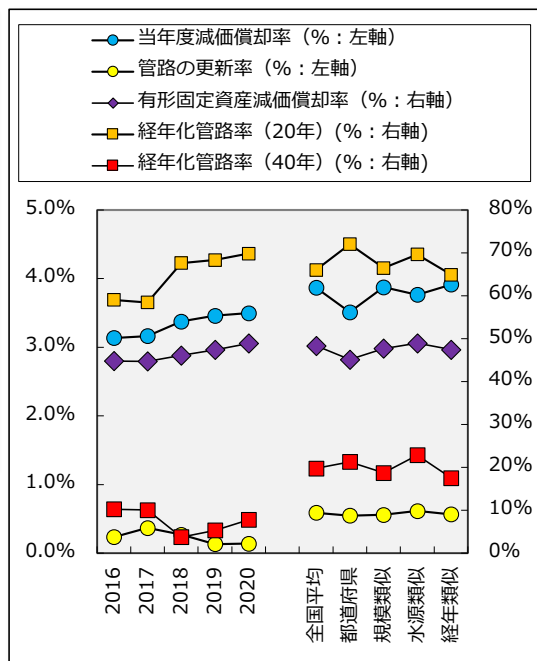 当年度減価償却率（%：左軸）
管路の更新率（%：左軸）
有形固定資産減価償却率（%：右軸）
経年化管路率（20年）(%：右軸)
経年化管路率（40年）(%：右軸)
5.0%
4.0%
3.0%
2.0%
1.0%
0.0%
80%
70%
60%
50%
40%
30%
20%
10%
0%
2016
2017
2018
2019
2020
全国平均
都道府県
規模類似
水源類似
経年類似